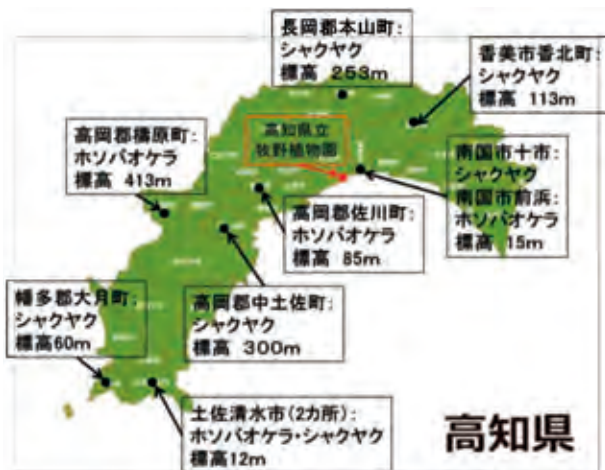 長岡郡本山町：
シャクヤク
標高 253m
香美市香北町：
シャクヤク
標高 113m
高岡郡檮原町：
ホソバオケラ
標高 413m
高知県立
牧野植物園
南国市十市：
シャクヤク
南国市前浜：
ホソバオケラ
標高 15m
高岡郡佐川町：
ホソバオケラ
標高 85m
幡多郡大月町：
シャクヤク
標高60m
高岡郡中土佐町：
シャクヤク
標高 300m
土佐清水市(2カ所)：
ホソバオケラ・シャクヤク
標高12m
高知県